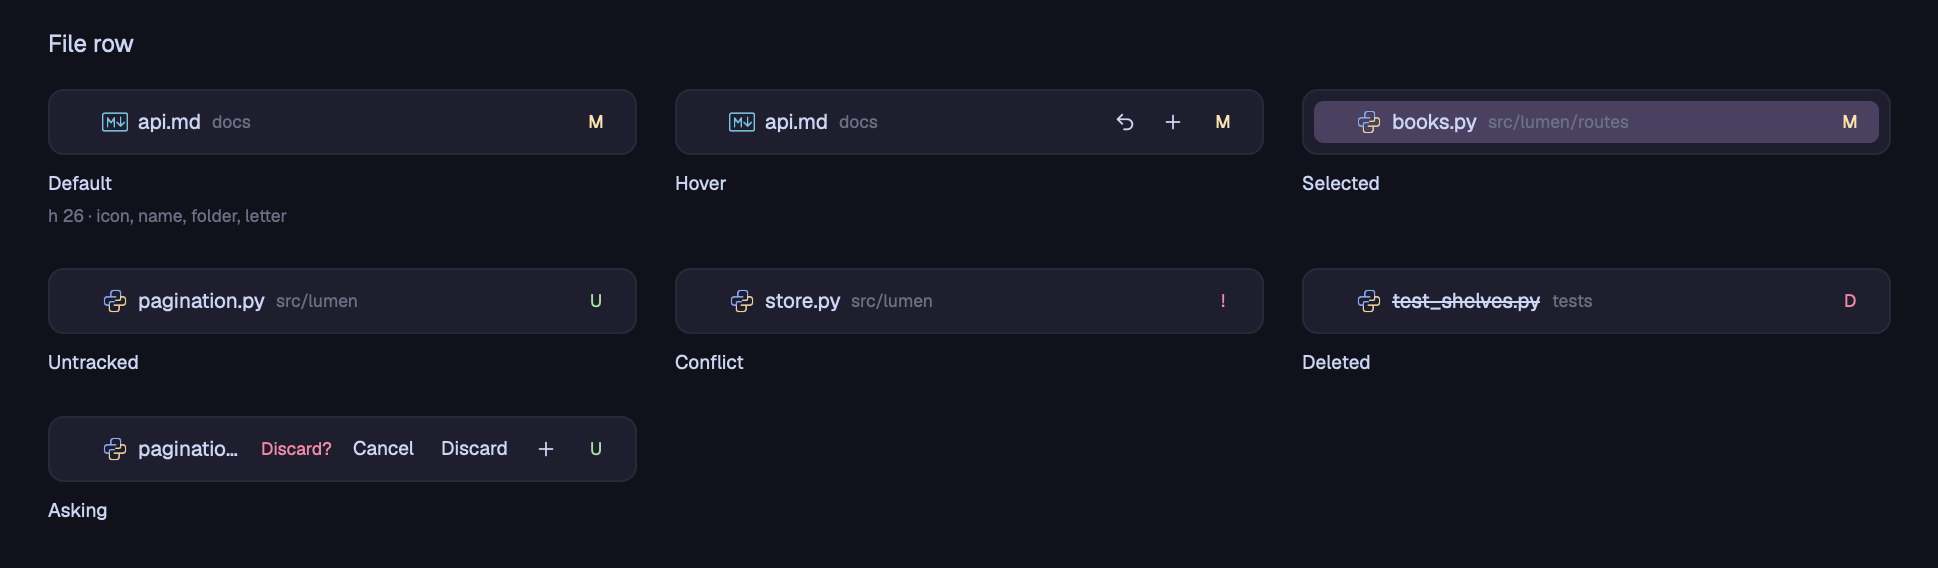 File row
api.md docs M
api.md docs M
books.py src/lumen/routes M
Default
Hover
Selected
h 26 · icon, name, folder, letter
pagination.py src/lumen U
store.py src/lumen !
test_shelves.py tests D
Untracked
Conflict
Deleted
paginatio... Discard? Cancel Discard + U
Asking